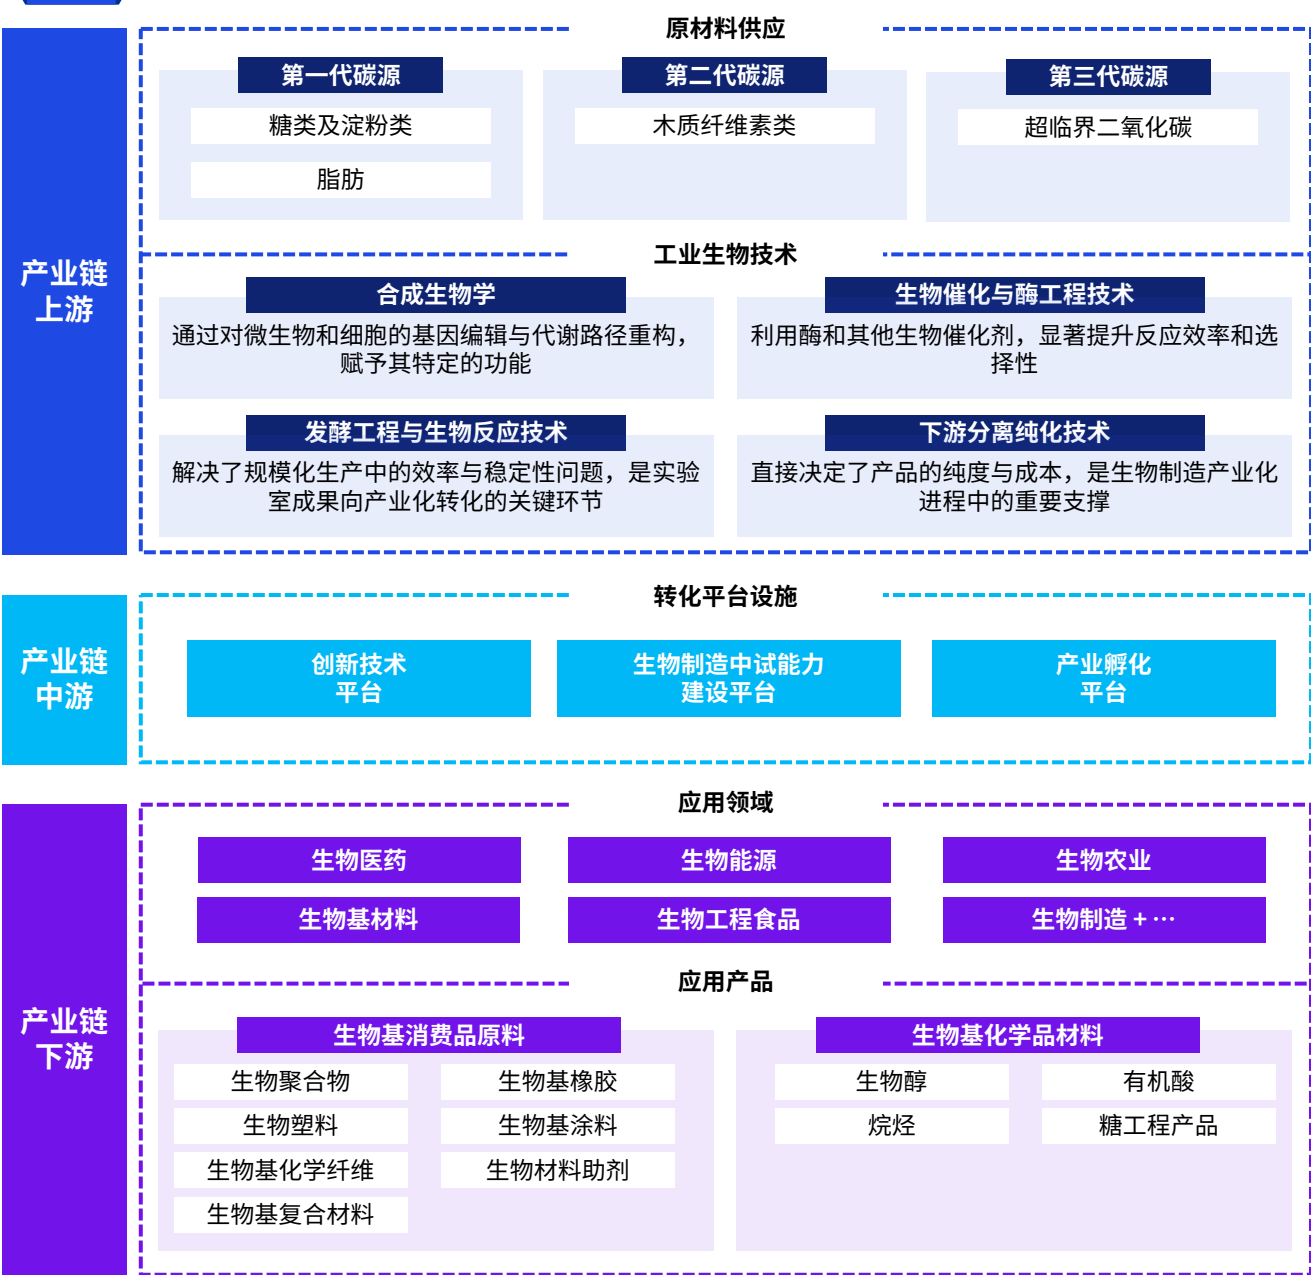 原材料供应
第一代碳源
第二代碳源
第三代碳源
糖类及淀粉类
木质纤维素类
超临界二氧化碳
脂肪
产业链
上游
工业生物技术
合成生物学
通过对微生物和细胞的基因编辑与代谢路径重构，
赋予其特定的功能
生物催化与酶工程技术
利用酶和其他生物催化剂，显著提升反应效率和选
择性
发酵工程与生物反应技术
解决了规模化生产中的效率与稳定性问题，是实验
室成果向产业化转化的关键环节
下游分离纯化技术
直接决定了产品的纯度与成本，是生物制造产业化
进程中的重要支撑
产业链
中游
转化平台设施
创新技术
平台
生物制造中试能力
建设平台
产业孵化
平台
产业链
下游
应用领域
生物医药
生物能源
生物农业
生物基材料
生物工程食品
生物制造 + ···
应用产品
生物基消费品原料
生物聚合物
生物基橡胶
生物塑料
生物基涂料
生物基化学纤维
生物材料助剂
生物基复合材料
生物基化学品材料
生物醇
有机酸
烷烃
糖工程产品